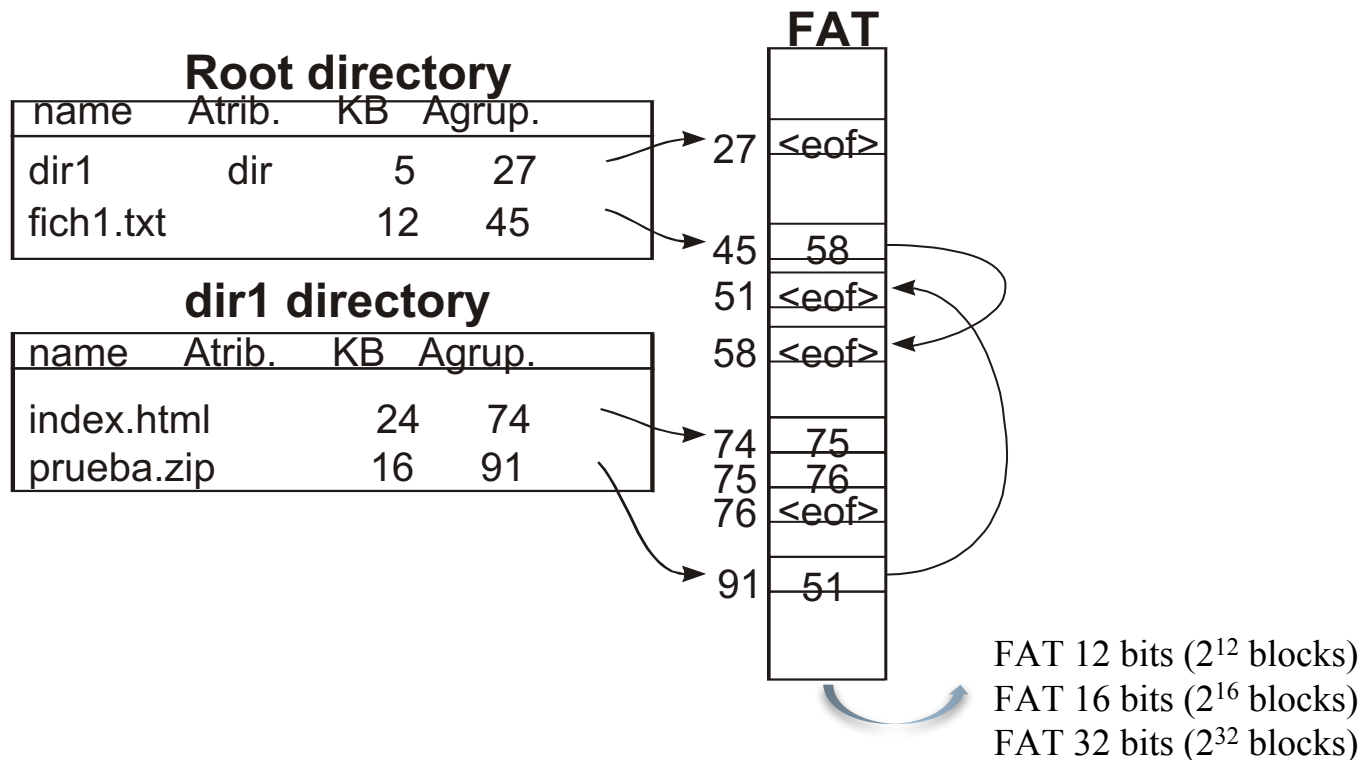 FAT
Root directory
name Atrib. KB Agrup.
dir1 dir 5 27
fich1.txt 12 45
dir1 directory
name Atrib. KB Agrup.
index.html 24 74
prueba.zip 16 91
27 <eof>
45 58
51 <eof>
58 <eof>
74 75
75 76
76 <eof>
91 51
FAT 12 bits (2¹² blocks)
FAT 16 bits (2¹⁶ blocks)
FAT 32 bits (2³² blocks)